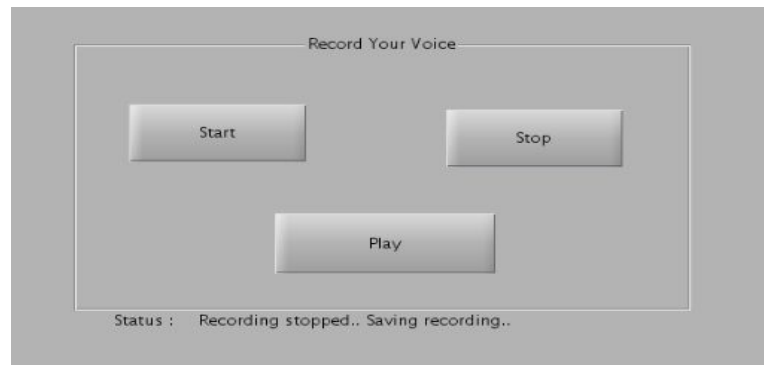 Record Your Voice
Start
Stop
Play
Status : Recording stopped.. Saving recording..